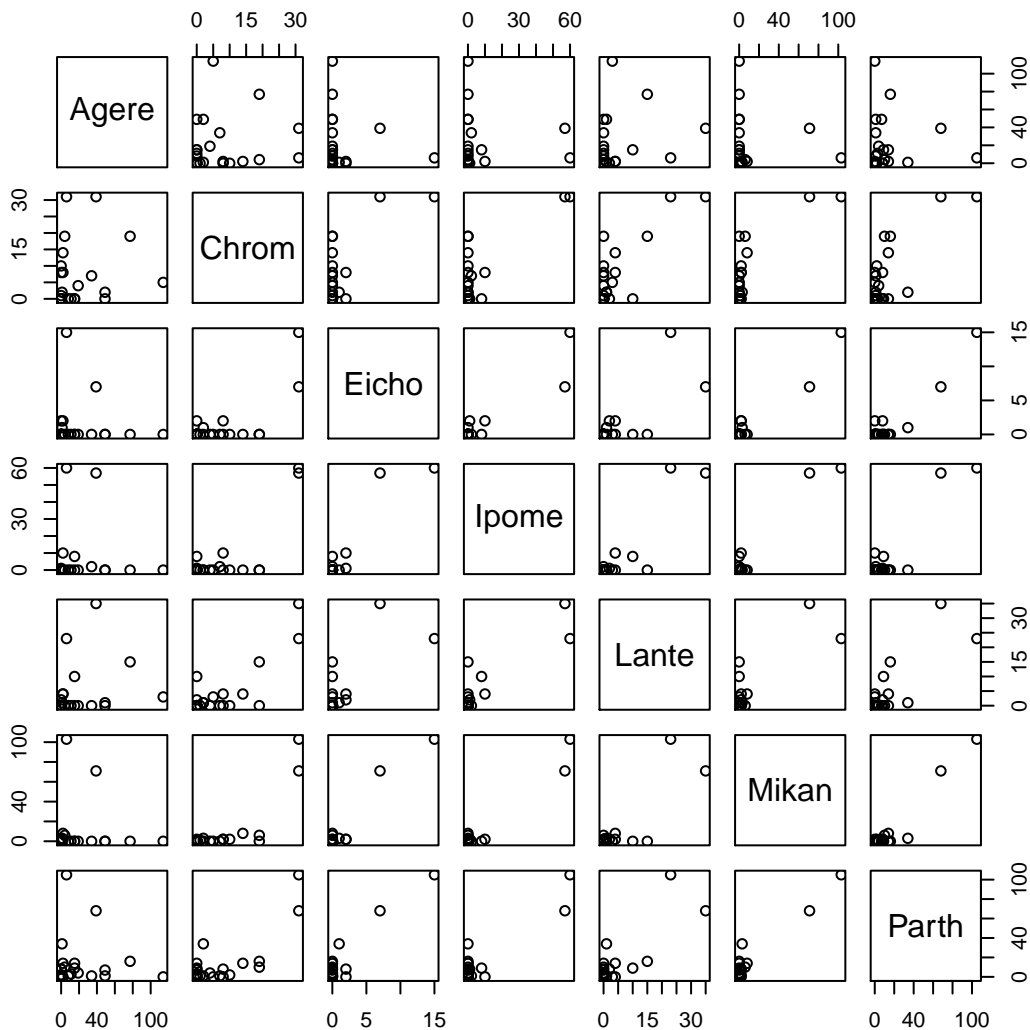 0 15 30 0 30 60 0 40 100
Agere 0 40 100
0 15 30 Chrom
Eicho 0 5 15
0 30 60 Ipome
Lante 0 15 30
0 40 100 Mikan
Parth 0 40 100
0 40 100 0 5 15 0 15 30 0 40 100